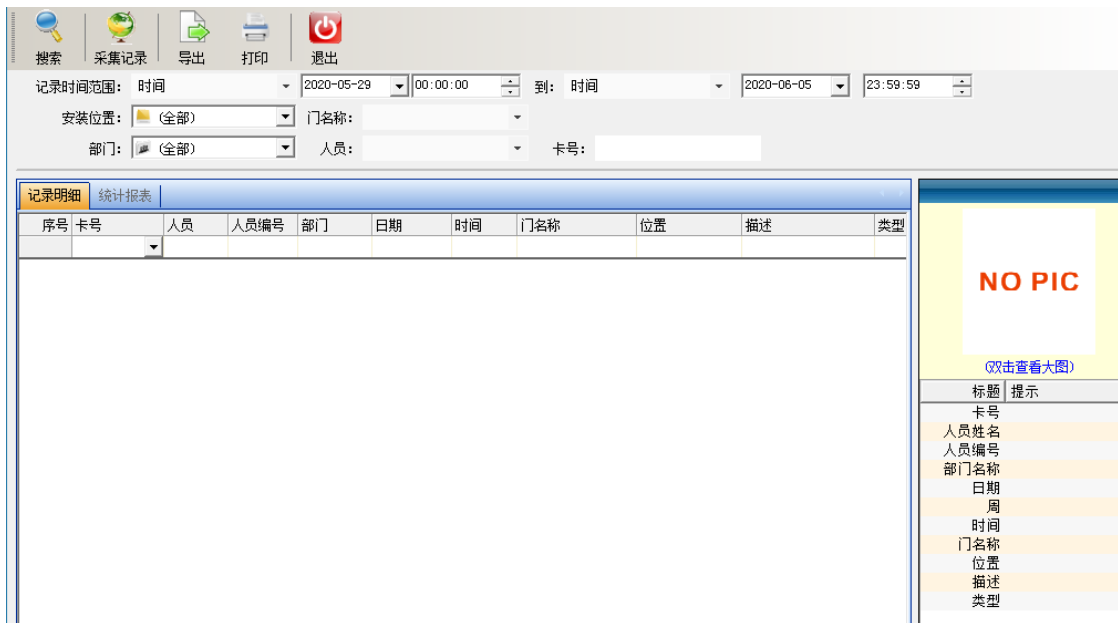 搜索 采集记录 导出 打印 退出
记录时间范围: 时间 2020-05-29 00:00:00 到: 时间 2020-06-05 23:59:59
安装位置: (全部) 门名称:
部门: (全部) 人员: 卡号:
记录明细 统计报表
序号 卡号 人员 人员编号 部门 日期 时间 门名称 位置 描述 类型
NO PIC
(双击查看大图)
标题 提示
卡号
人员姓名
人员编号
部门名称
日期
周
时间
门名称
位置
描述
类型